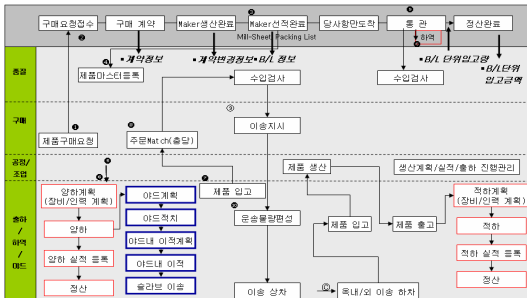 구매요청접수 구매 계약 Maker생산완료 Maker선적완료 당사항만도착 통 관 정산완료
Mill-Sheet, Packing List
하역
▪계약정보 ▪계약변경정보 ▪B/L 정보 ▪B/L 단위입고량 ▪B/L단위
입고금액
품질
제품마스터등록
수입검사 수입검사
구매
이송지시
제품구매요청
주문Match(충당)
공정/
조업
제품 생산
생산계획/실적/출하 진행관리
제품 입고
출하
/
하역
/
야드
양하계획
(장비/인력 계획)
양하
양하 실적 등록
정산
야드계획
야드적치
야드내 이적계획
야드내 이적
슬라브 이송
운송물량편성
이송 상차
제품 입고
제품 출고
옥내/외 이송 하차
적하계획
(장비/인력 계획)
적하
적하 실적 등록
정산